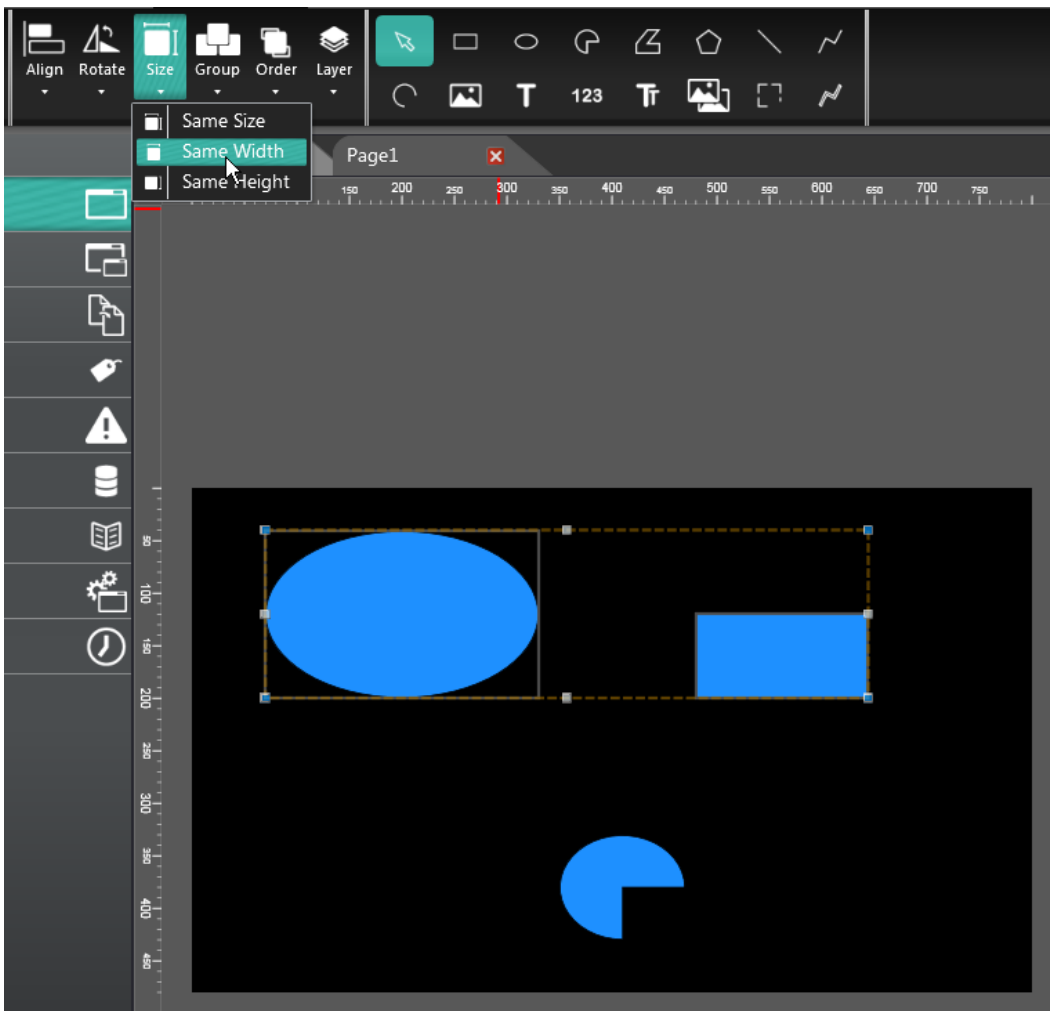 Align Rotate Size Group Order Layer
T 123 TT
Same Size
Same Width
Same Height
Page1
150 200 250 300 350 400 450 500 550 600 650 700 750
50
100
150
200
250
300
350
400
450